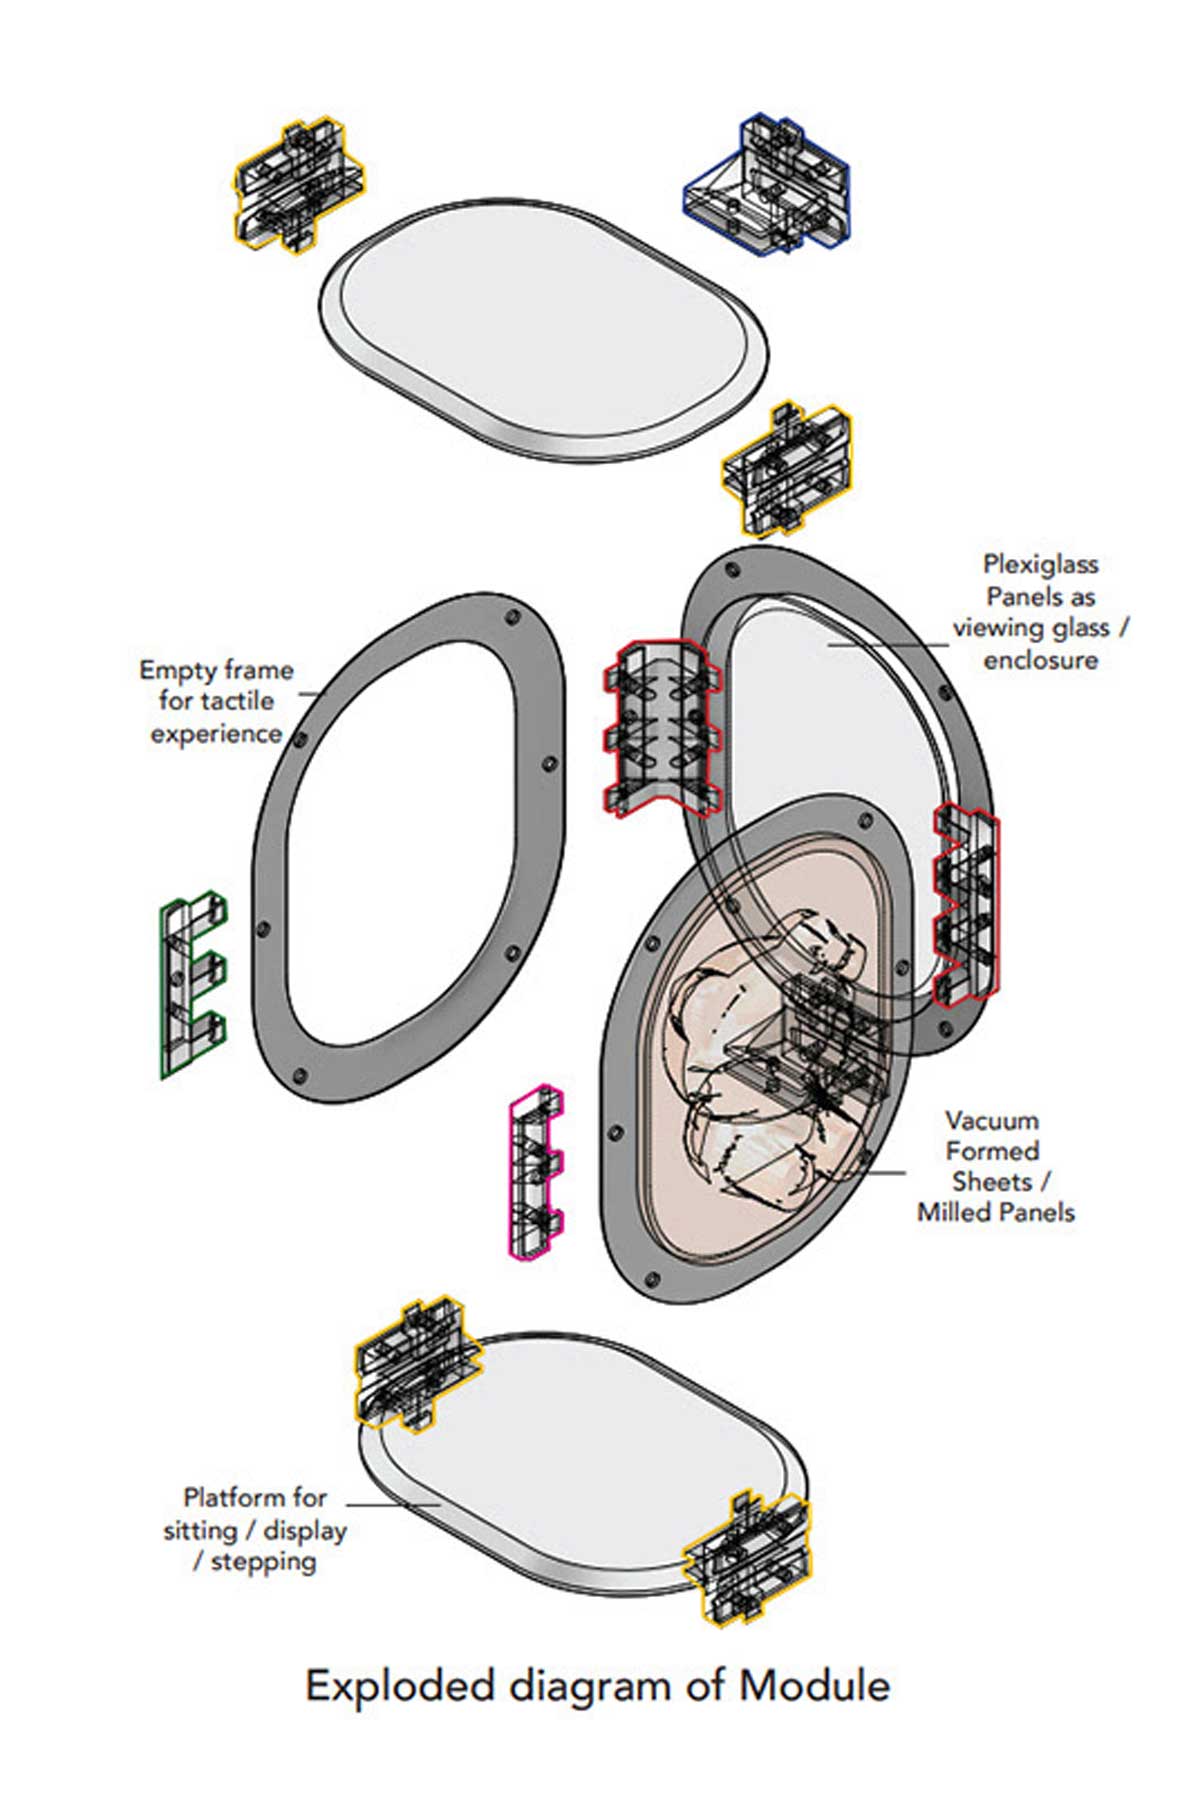 Plexiglass
Panels as
viewing glass /
enclosure
Empty frame
for tactile
experience
Vacuum
Formed
Sheets /
Milled Panels
Platform for
sitting / display
/ stepping
Exploded diagram of Module